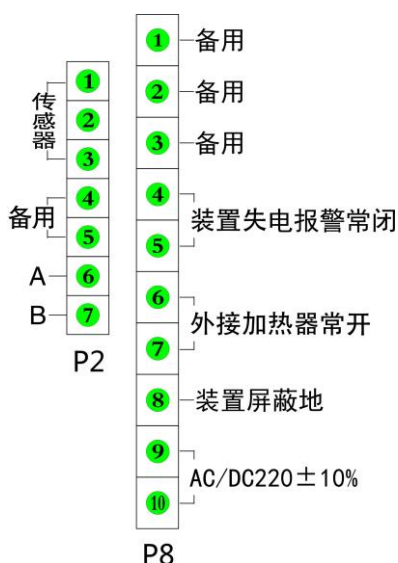 1
2
3
4
5
6
7
传感器
备用
A
B
P2
1 备用
2 备用
3 备用
4
5
装置失电报警常闭
6
7
外接加热器常开
8 装置屏蔽地
9
10
AC/DC220±10%
P8